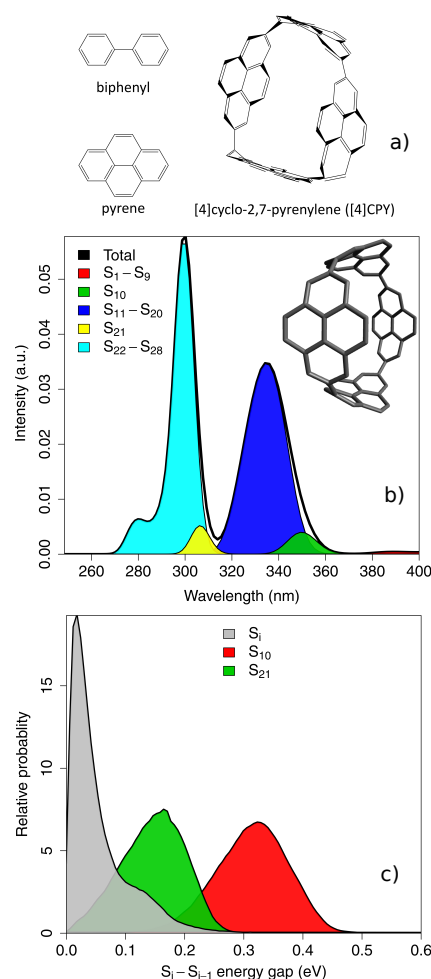 biphenyl
a)
pyrene
[4]cyclo-2,7-pyrenylene ([4]CPY)
Total
S₁ – S₉
S₁₀
S₁₁ – S₂₀
S₂₁
S₂₂ – S₂₈
b)
Intensity (a.u.)
0.05
0.04
0.03
0.02
0.01
0.00
260 280 300 320 340 360 380 400
Wavelength (nm)
Sᵢ
S₁₀
S₂₁
c)
Relative probablity
15
10
5
0
0.0 0.1 0.2 0.3 0.4 0.5 0.6
Sᵢ – Sᵢ₋₁ energy gap (eV)